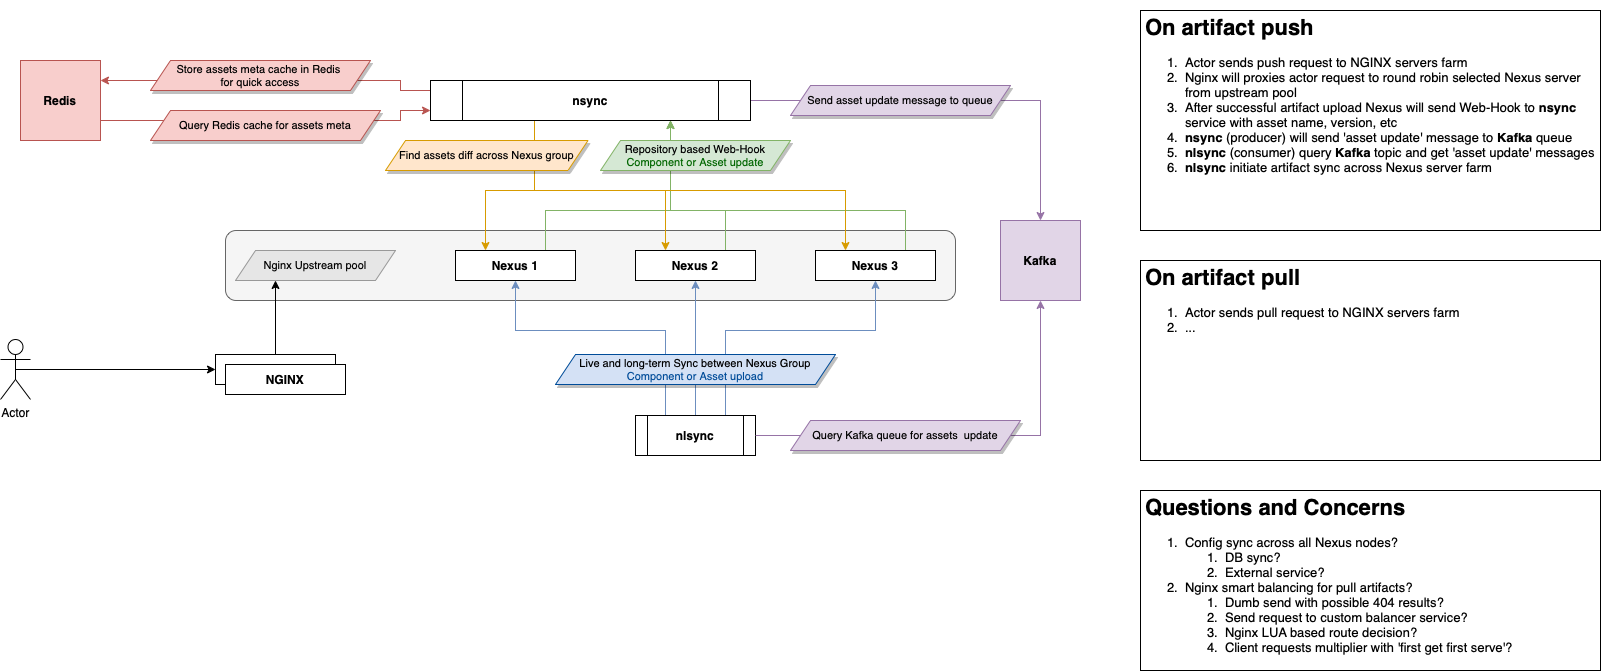 Store assets meta cache in Redis
for quick access
Redis
Query Redis cache for assets meta
nsync
Send asset update message to queue
Find assets diff across Nexus group
Repository based Web-Hook
Component or Asset update
Nginx Upstream pool
Nexus 1
Nexus 2
Nexus 3
Kafka
Actor
NGINX
Live and long-term Sync between Nexus Group
Component or Asset upload
nlsync
Query Kafka queue for assets update
On artifact push
1. Actor sends push request to NGINX servers farm
2. Nginx will proxies actor request to round robin selected Nexus server
from upstream pool
3. After successful artifact upload Nexus will send Web-Hook to nsync
service with asset name, version, etc
4. nsync (producer) will send 'asset update' message to Kafka queue
5. nlsync (consumer) query Kafka topic and get 'asset update' messages
6. nlsync initiate artifact sync across Nexus server farm
On artifact pull
1. Actor sends pull request to NGINX servers farm
2. ...
Questions and Concerns
1. Config sync across all Nexus nodes?
1. DB sync?
2. External service?
2. Nginx smart balancing for pull artifacts?
1. Dumb send with possible 404 results?
2. Send request to custom balancer service?
3. Nginx LUA based route decision?
4. Client requests multiplier with 'first get first serve'?